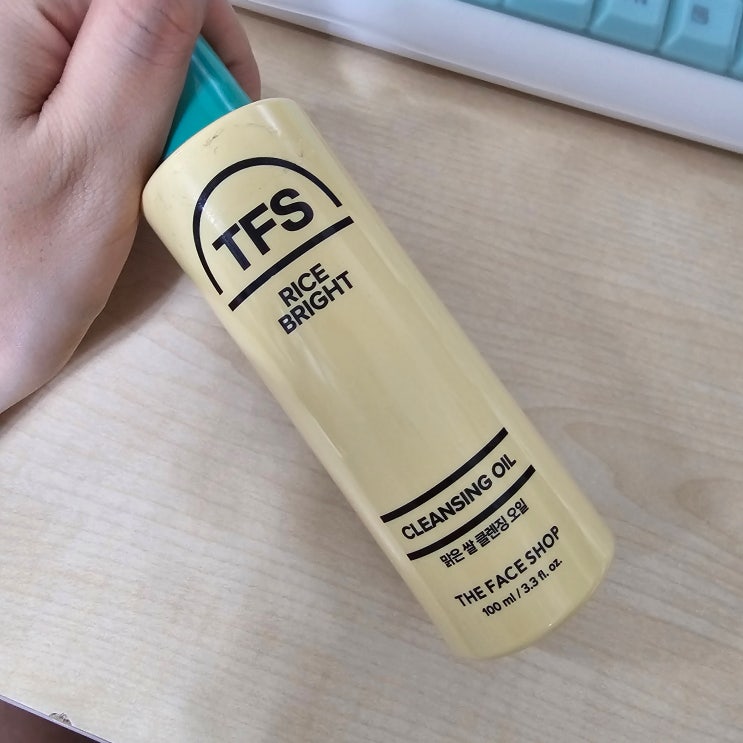 TFS
RICE
BRIGHT
CLEANSING OIL
맑은 쌀 클렌징 오일
THE FACE SHOP
100 ml / 3.3 fl. oz.